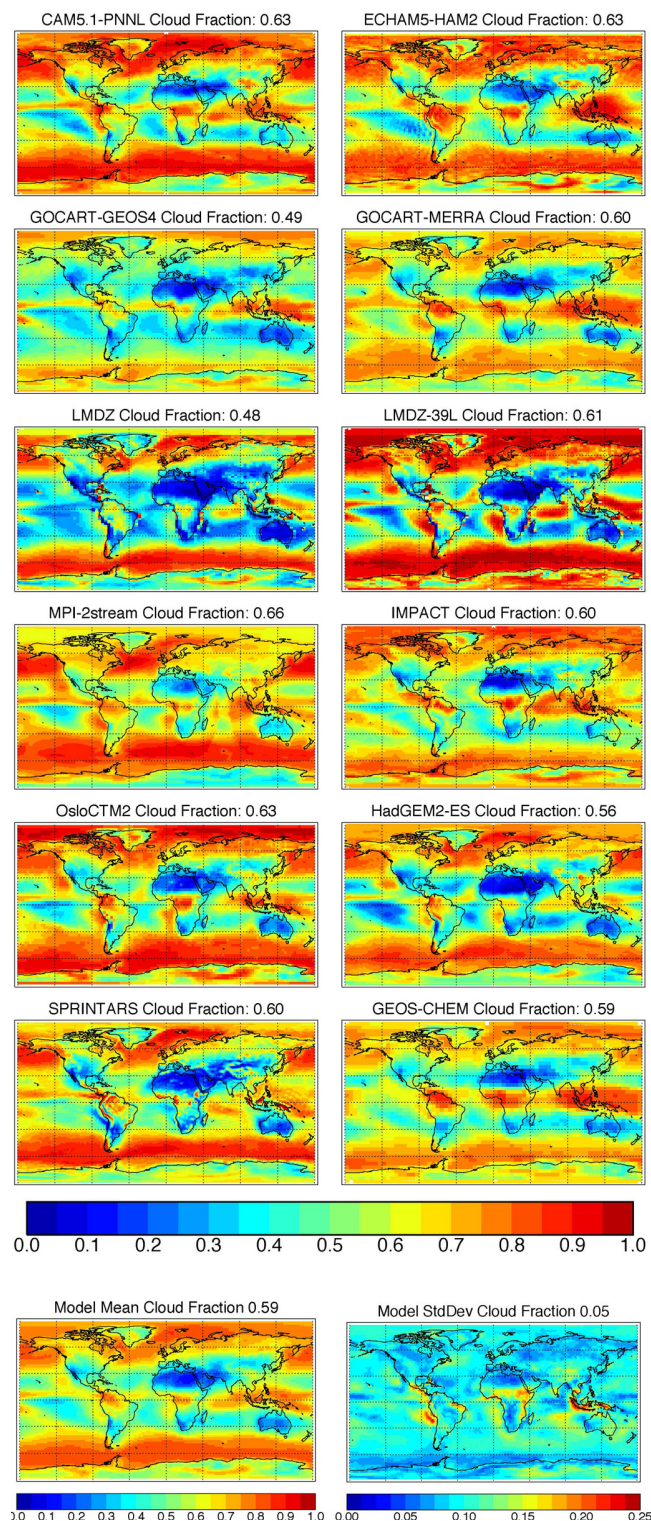 CAM5.1-PNNL Cloud Fraction: 0.63
ECHAM5-HAM2 Cloud Fraction: 0.63
GOCART-GEOS4 Cloud Fraction: 0.49
GOCART-MERRA Cloud Fraction: 0.60
LMDZ Cloud Fraction: 0.48
LMDZ-39L Cloud Fraction: 0.61
MPI-2stream Cloud Fraction: 0.66
IMPACT Cloud Fraction: 0.60
OsloCTM2 Cloud Fraction: 0.63
HadGEM2-ES Cloud Fraction: 0.56
SPRINTARS Cloud Fraction: 0.60
GEOS-CHEM Cloud Fraction: 0.59
0.0 0.1 0.2 0.3 0.4 0.5 0.6 0.7 0.8 0.9 1.0
Model Mean Cloud Fraction 0.59
Model StdDev Cloud Fraction 0.05
0.0 0.1 0.2 0.3 0.4 0.5 0.6 0.7 0.8 0.9 1.0
0.00 0.05 0.10 0.15 0.20 0.25